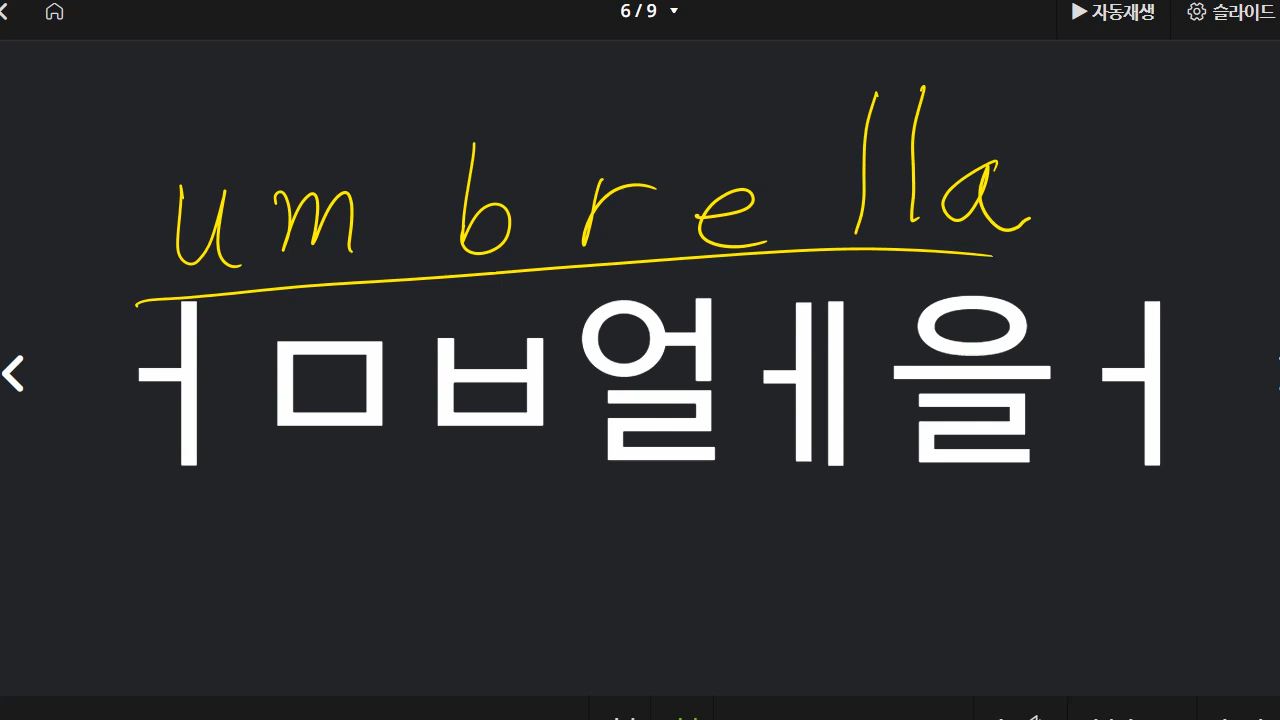 6 / 9
▶ 자동재생
슬라이드
umbrella
ㅓㅁㅂ얼ㅔ을ㅓ